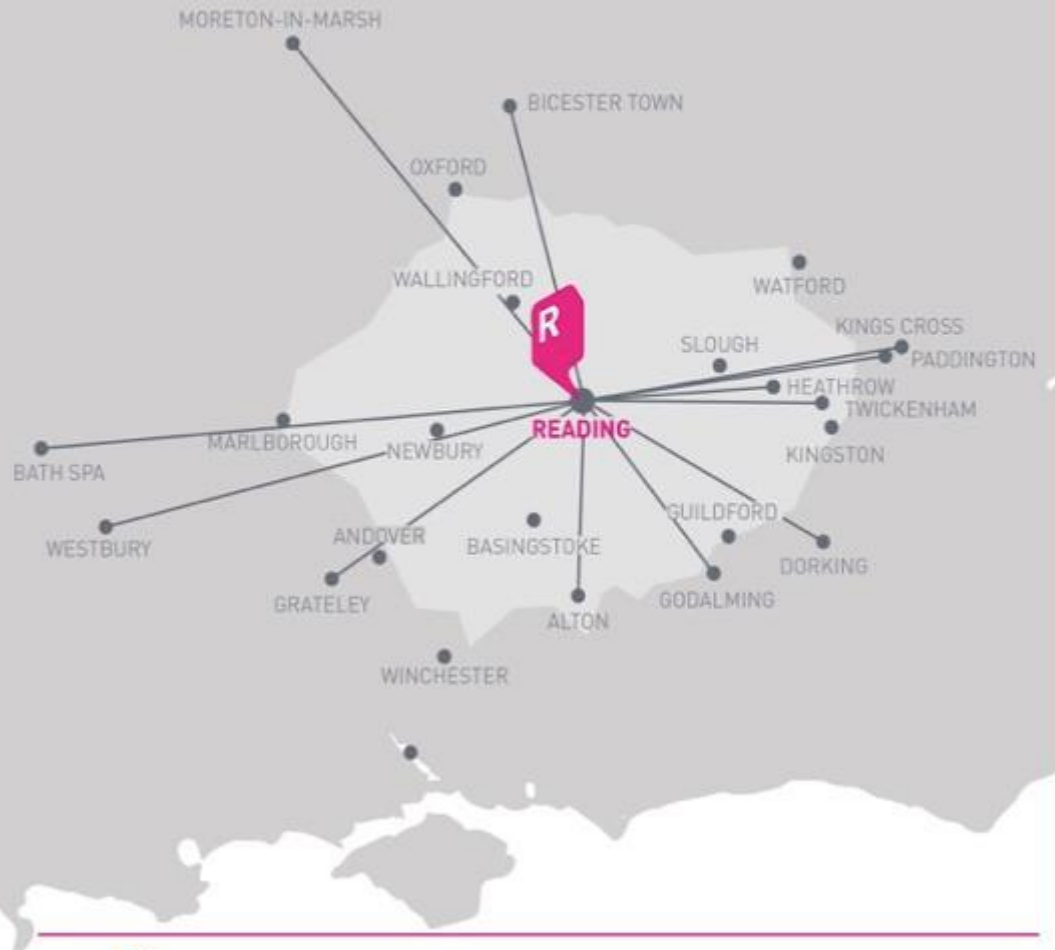 MORETON-IN-MARSH
BICESTER TOWN
OXFORD
WALLINGFORD
WATFORD
R
KINGS CROSS
SLOUGH
PADDINGTON
HEATHROW
TWICKENHAM
READING
MARLBOROUGH
NEWBURY
KINGSTON
BATH SPA
GUILDFORD
ANDOVER
BASINGSTOKE
WESTBURY
DORKING
GRATELEY
GODALMING
ALTON
WINCHESTER